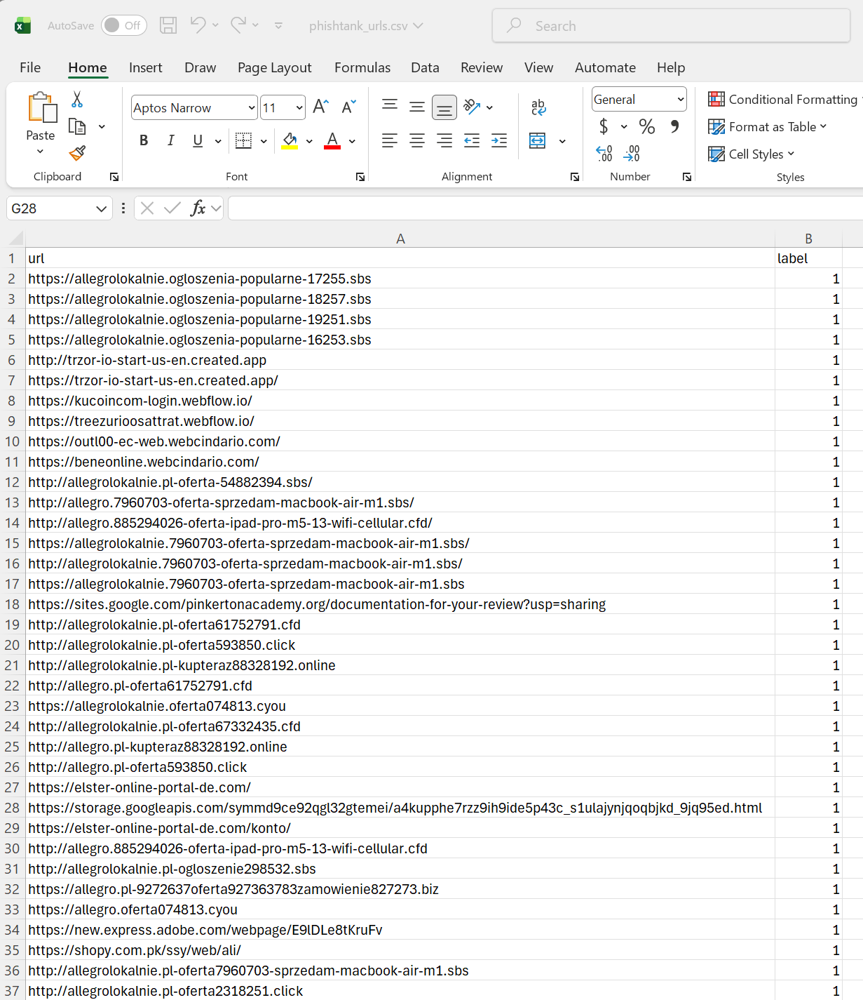 AutoSave Off phishtank_urls.csv Search
File Home Insert Draw Page Layout Formulas Data Review View Automate Help
Paste
Aptos Narrow 11
B I U A
ab
General
$ % 9
.00 .00
Conditional Formatting
Format as Table
Cell Styles
Clipboard Font Alignment Number Styles
G28 fx
A B
1 url label
2 https://allegrolokalnie.ogloszenia-popularne-17255.sbs 1
3 https://allegrolokalnie.ogloszenia-popularne-18257.sbs 1
4 https://allegrolokalnie.ogloszenia-popularne-19251.sbs 1
5 https://allegrolokalnie.ogloszenia-popularne-16253.sbs 1
6 http://trzor-io-start-us-en.created.app 1
7 https://trzor-io-start-us-en.created.app/ 1
8 https://kucoincom-login.webflow.io/ 1
9 https://treezurioosattrat.webflow.io/ 1
10 https://outl00-ec-web.webcindario.com/ 1
11 https://beneonline.webcindario.com/ 1
12 http://allegrolokalnie.pl-oferta-54882394.sbs/ 1
13 http://allegro.7960703-oferta-sprzedam-macbook-air-m1.sbs/ 1
14 http://allegro.885294026-oferta-ipad-pro-m5-13-wifi-cellular.cfd/ 1
15 https://allegrolokalnie.7960703-oferta-sprzedam-macbook-air-m1.sbs/ 1
16 http://allegrolokalnie.7960703-oferta-sprzedam-macbook-air-m1.sbs/ 1
17 https://allegrolokalnie.7960703-oferta-sprzedam-macbook-air-m1.sbs 1
18 https://sites.google.com/pinkertonacademy.org/documentation-for-your-review?usp=sharing 1
19 http://allegrolokalnie.pl-oferta61752791.cfd 1
20 http://allegrolokalnie.pl-oferta593850.click 1
21 http://allegrolokalnie.pl-kupteraz88328192.online 1
22 http://allegro.pl-oferta61752791.cfd 1
23 https://allegrolokalnie.oferta074813.cyou 1
24 http://allegrolokalnie.pl-oferta67332435.cfd 1
25 http://allegro.pl-kupteraz88328192.online 1
26 http://allegro.pl-oferta593850.click 1
27 https://elster-online-portal-de.com/ 1
28 https://storage.googleapis.com/symmd9ce92qgl32gtemei/a4kupphe7rzz9ih9ide5p43c_s1ulajynjqoqbjkd_9jq95ed.html 1
29 https://elster-online-portal-de.com/konto/ 1
30 http://allegro.885294026-oferta-ipad-pro-m5-13-wifi-cellular.cfd 1
31 http://allegrolokalnie.pl-ogloszenie298532.sbs 1
32 https://allegro.pl-9272637oferta927363783zamowienie827273.biz 1
33 https://allegro.oferta074813.cyou 1
34 https://new.express.adobe.com/webpage/E9lDLe8tKruFv 1
35 https://shopy.com.pk/ssy/web/ali/ 1
36 http://allegrolokalnie.pl-oferta7960703-sprzedam-macbook-air-m1.sbs 1
37 http://allegrolokalnie.pl-oferta2318251.click 1